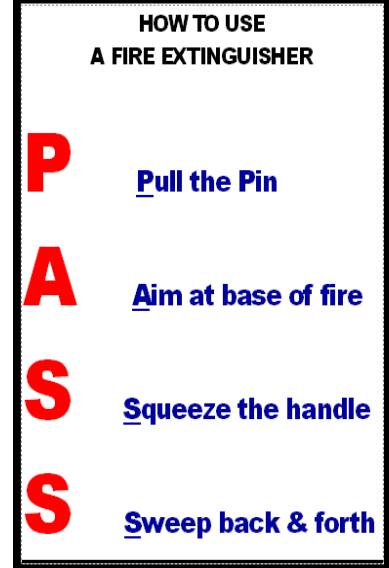 HOW TO USE
A FIRE EXTINGUISHER
P
Pull the Pin
A
Aim at base of fire
S
Squeeze the handle
S
Sweep back & forth